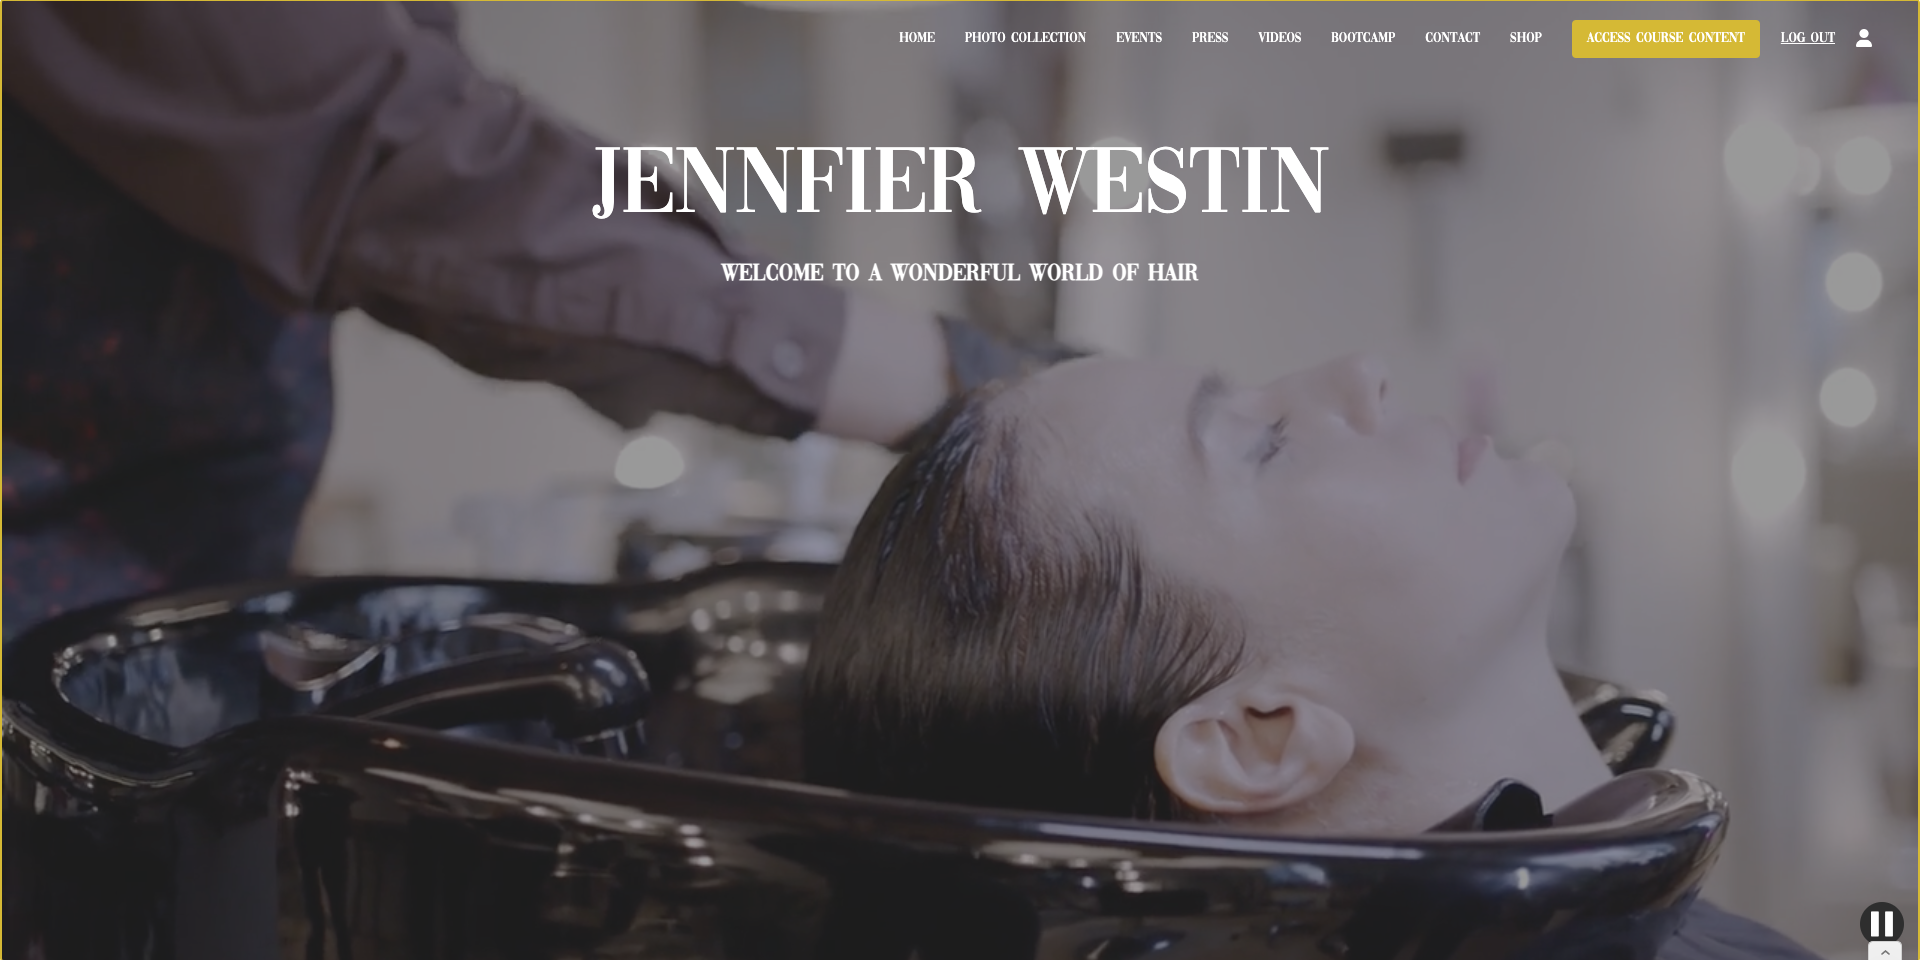 HOME PHOTO COLLECTION EVENTS PRESS VIDEOS BOOTCAMP CONTACT SHOP ACCESS COURSE CONTENT LOG OUT
JENNFIER WESTIN
WELCOME TO A WONDERFUL WORLD OF HAIR